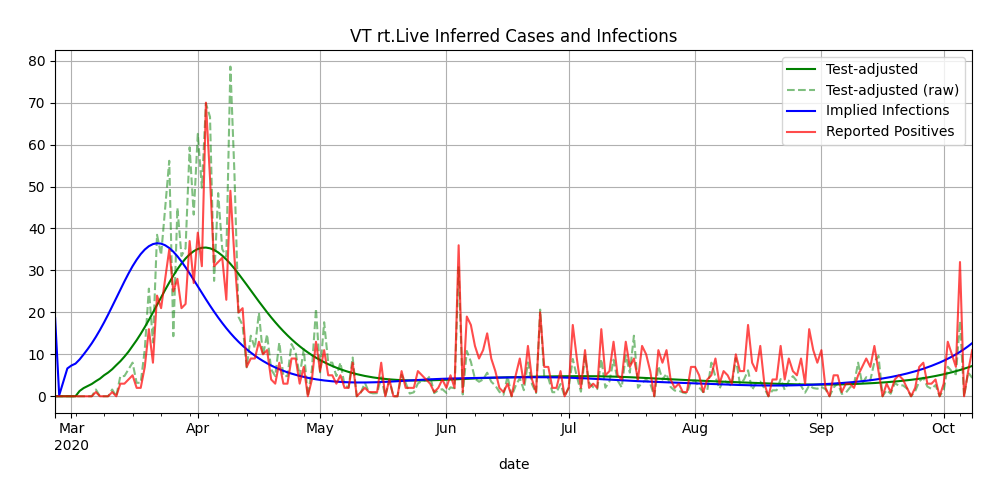 VT rt.Live Inferred Cases and Infections
80
70
60
50
40
30
20
10
0
Test-adjusted
Test-adjusted (raw)
Implied Infections
Reported Positives
Mar
2020
Apr
May
Jun
Jul
Aug
Sep
Oct
date